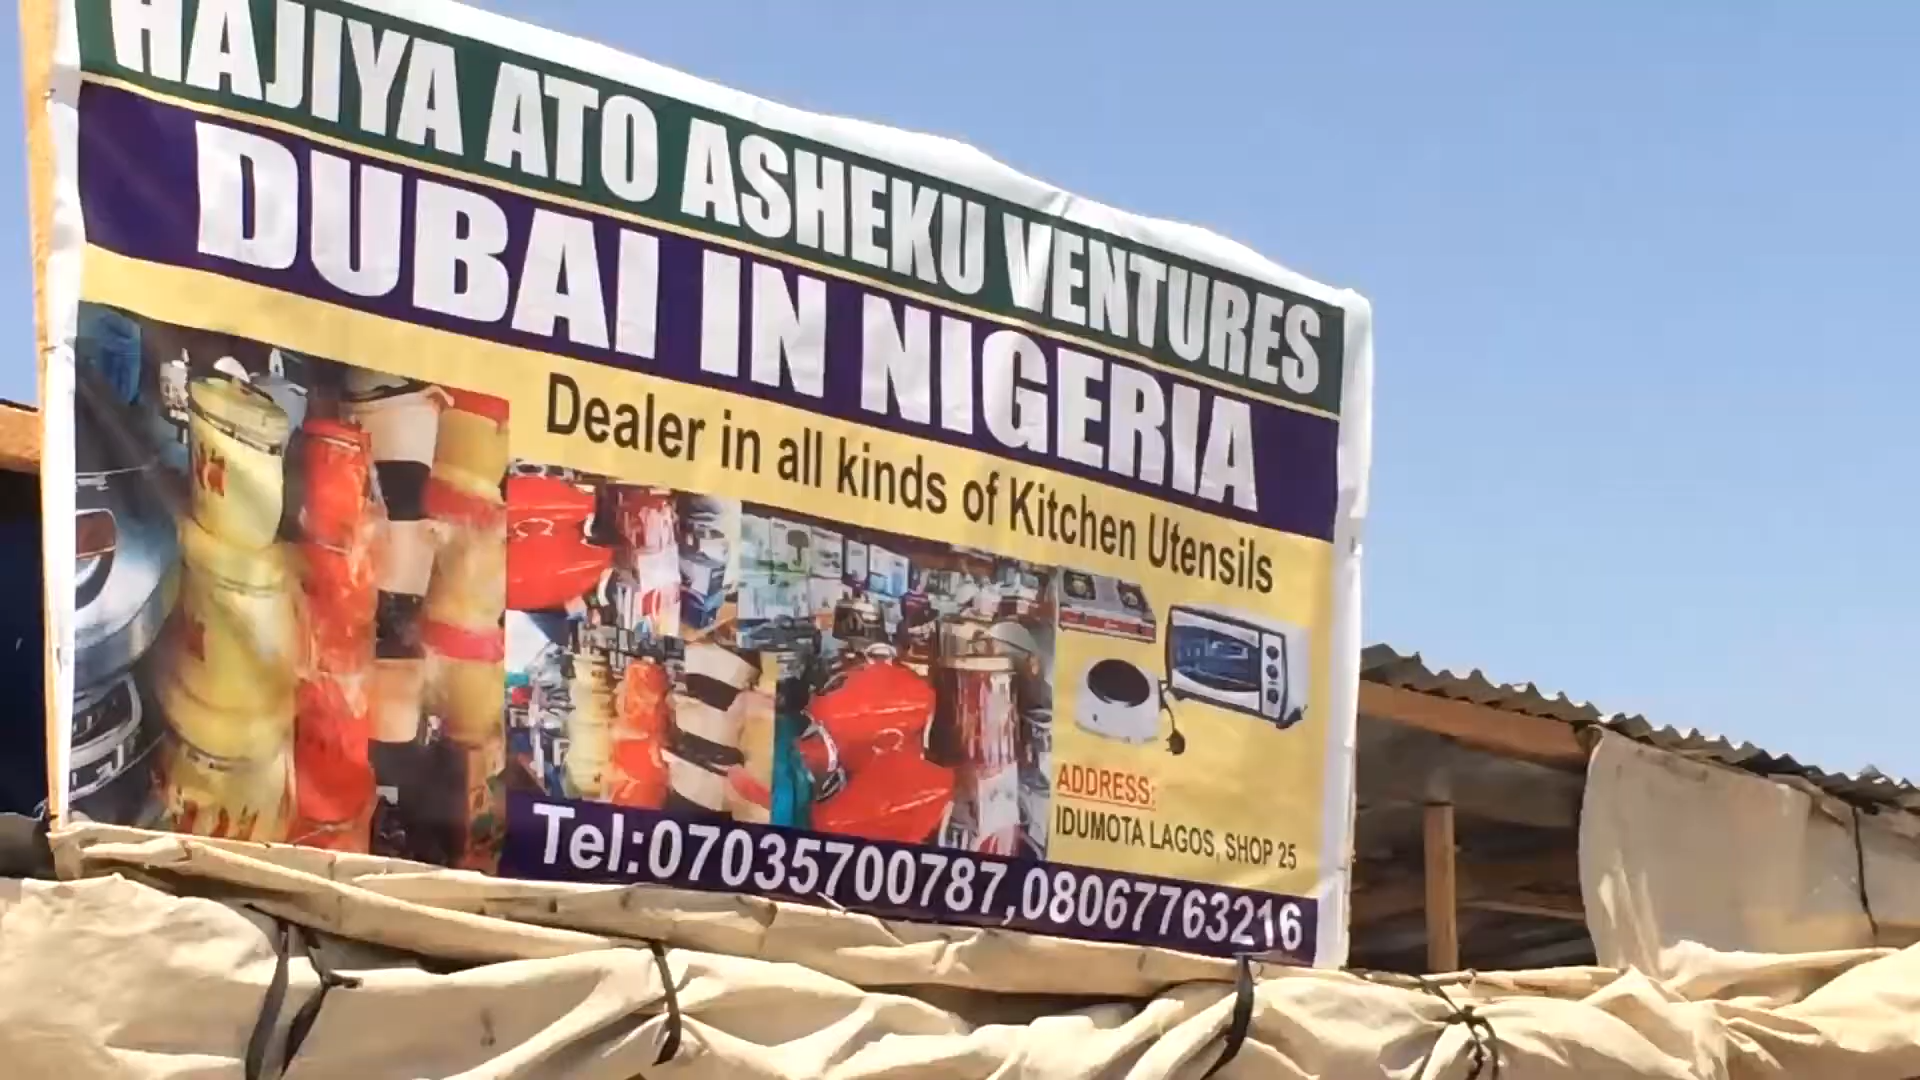 HAJIYA ATO ASHEKU VENTURES
DUBAI IN NIGERIA
Dealer in all kinds of Kitchen Utensils
ADDRESS:
IDUMOTA LAGOS, SHOP 25
Tel:07035700787,08067763216